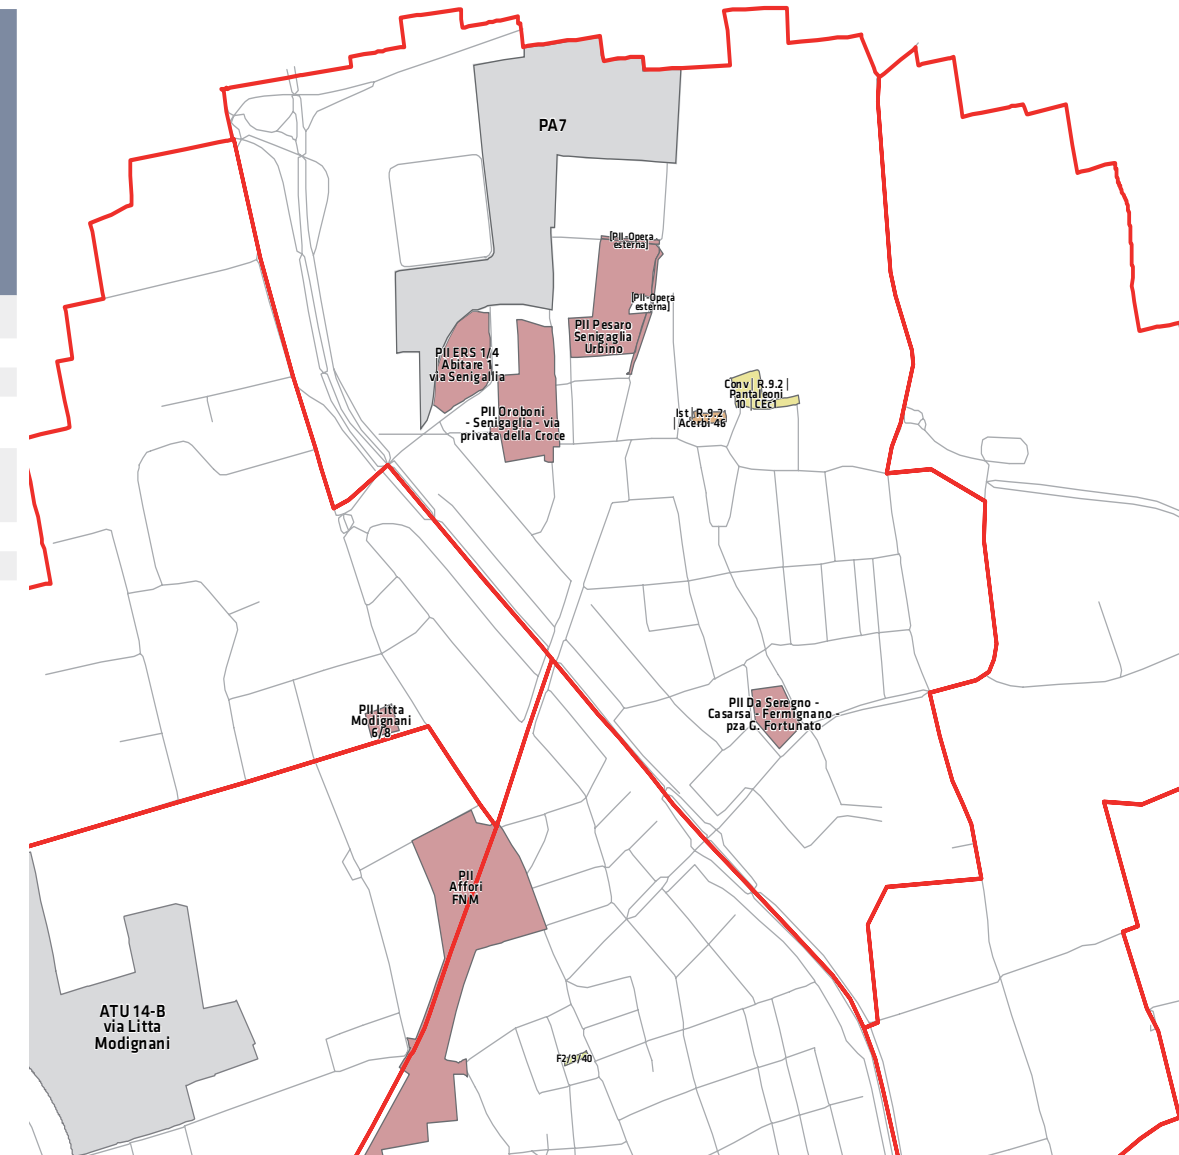 PA7
[PII-Opera
esterna]
[PII-Opera
esterna]
PII Pesaro
Senigaglia
Urbino
PII ERS 1/4
Abitare 1 -
via Senigallia
Conv| R.9.2 |
Pantaleoni
10_CEc1
Ist | R.9.2
| Acerbi 46
PII Oroboni
- Senigaglia - via
privata della Croce
PII Litta
Modignani
6/8
PII Da Seregno -
Casarsa - Fermignano -
pza G. Fortunato
PII
Affori
FNM
ATU 14-B
via Litta
Modignani
F2/9/40